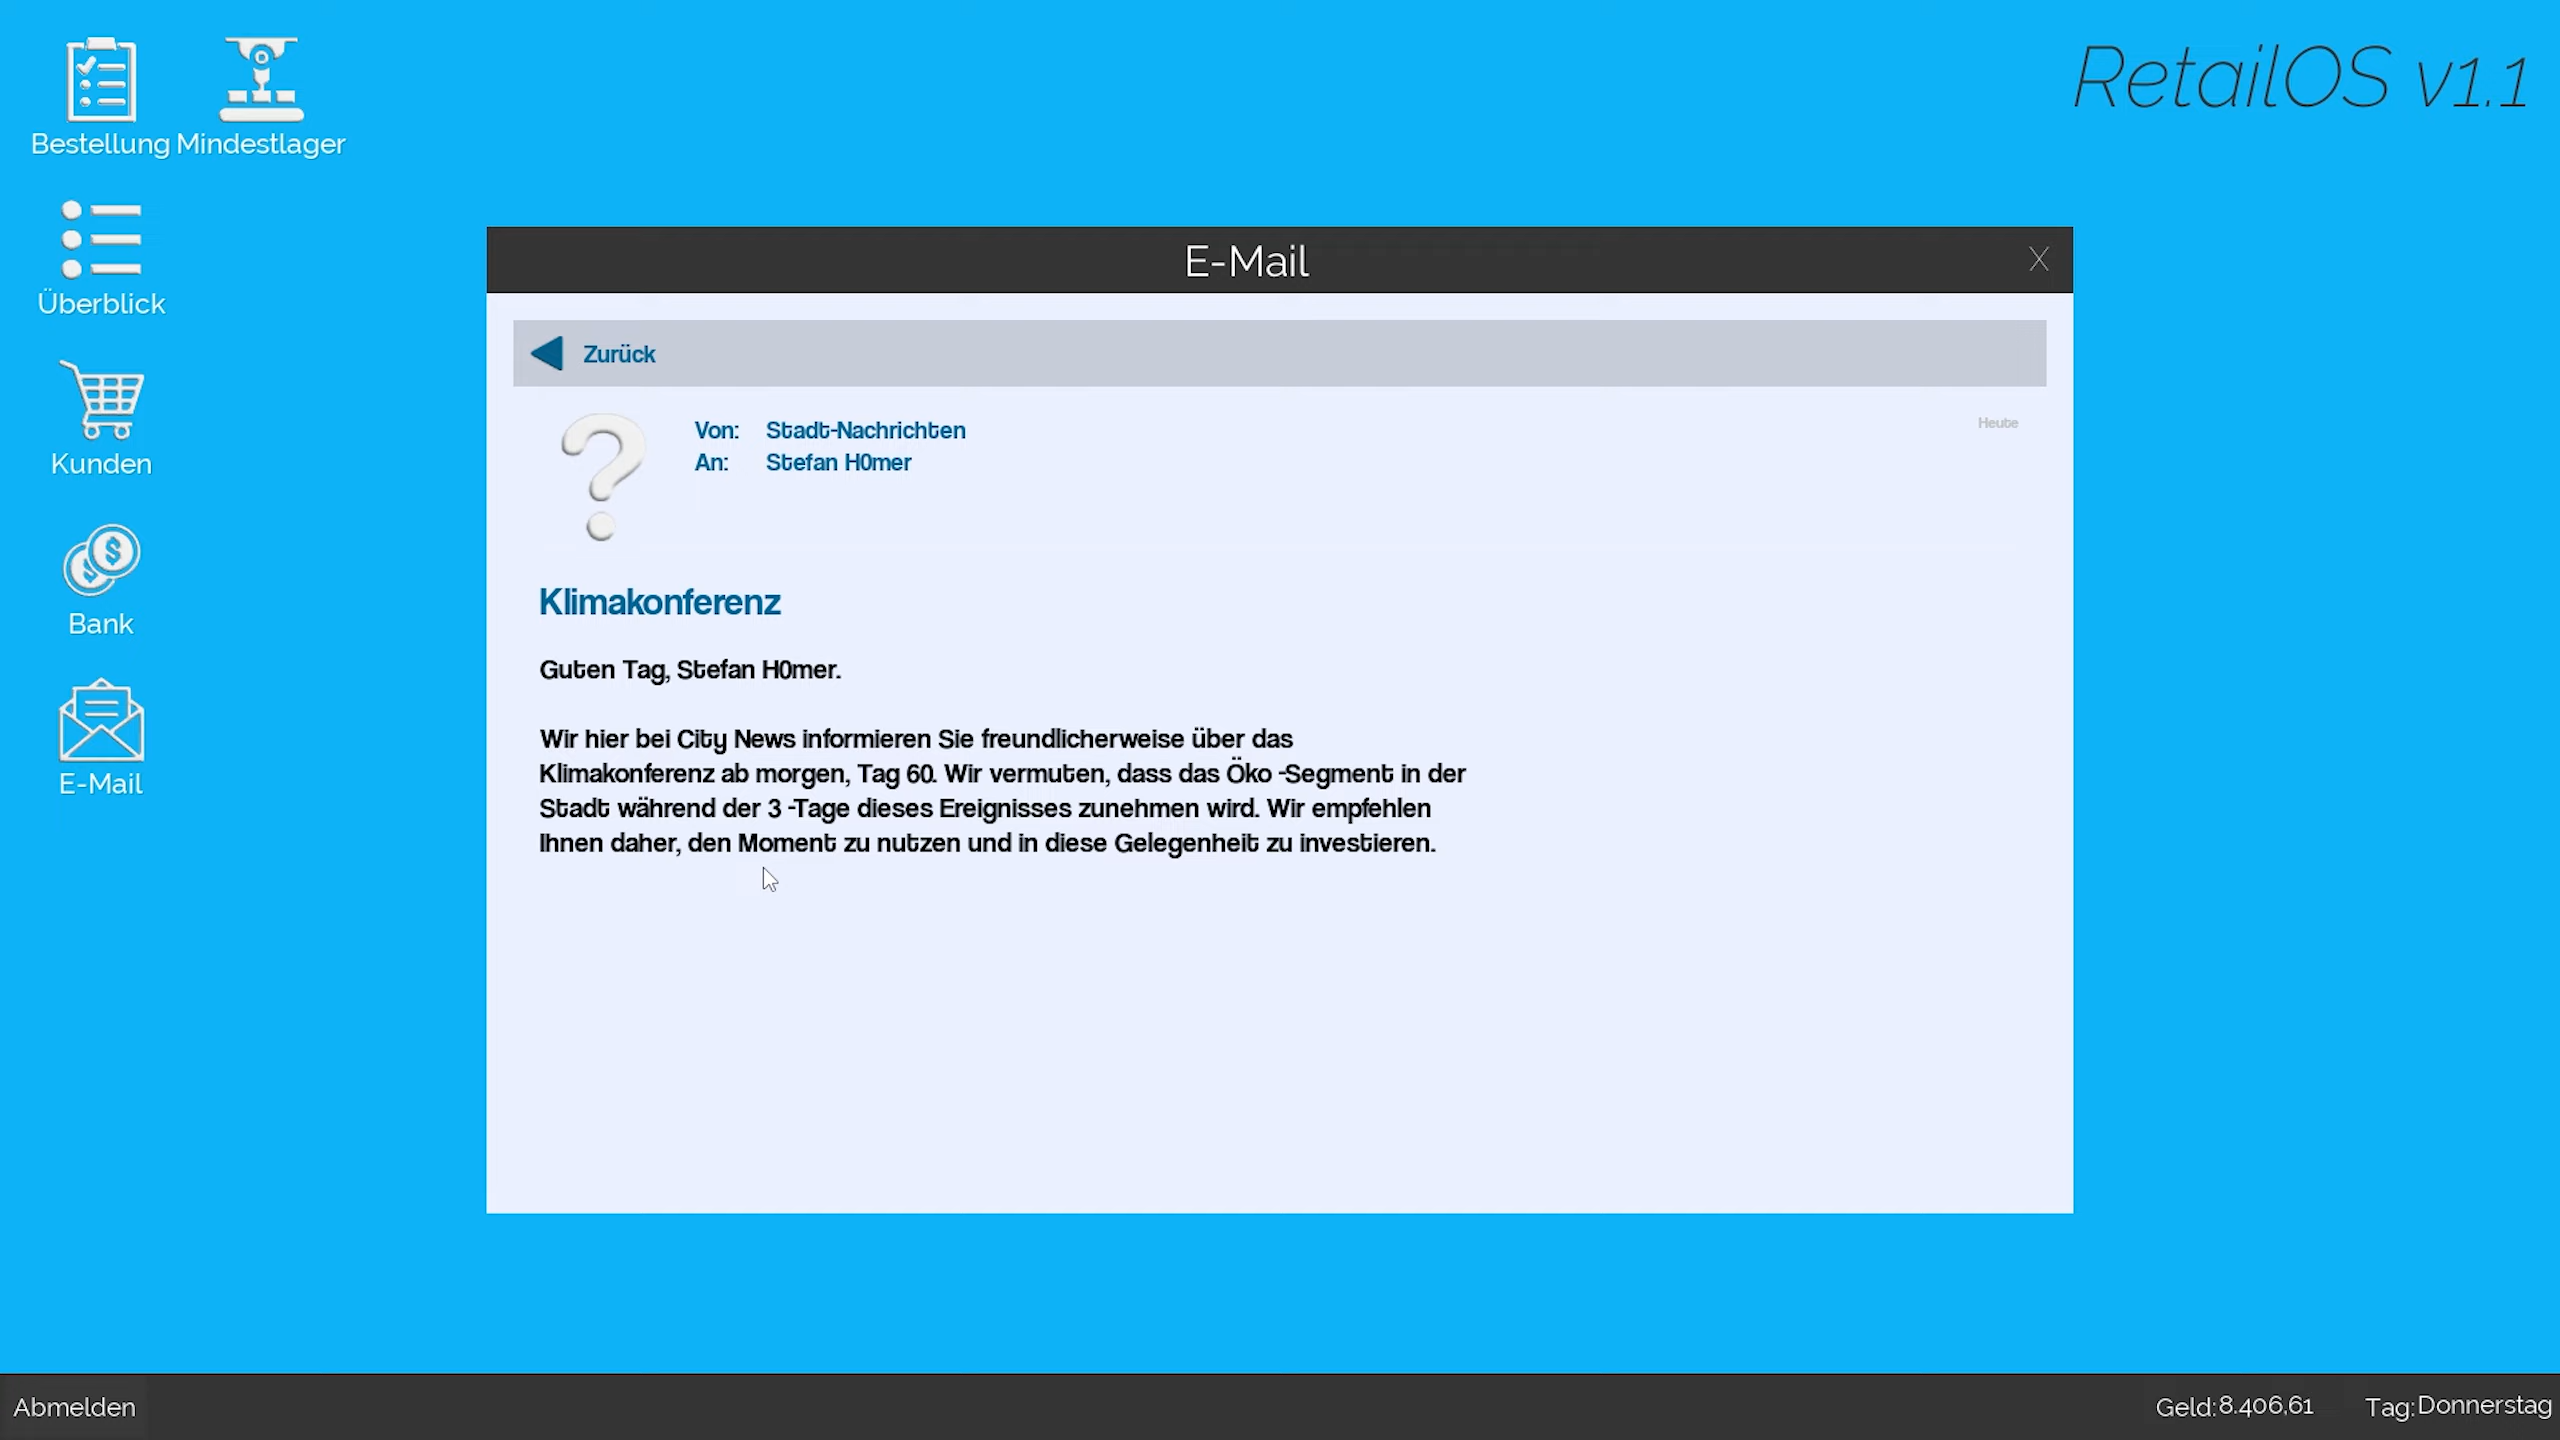 Bestellung
Mindestlager
RetailOS v1.1
Überblick
Kunden
Bank
E-Mail
E-Mail
X
Zurück
Von: Stadt-Nachrichten
Heute
An: Stefan H0mer
Klimakonferenz
Guten Tag, Stefan H0mer.
Wir hier bei City News informieren Sie freundlicherweise über das
Klimakonferenz ab morgen, Tag 60. Wir vermuten, dass das Öko -Segment in der
Stadt während der 3 -Tage dieses Ereignisses zunehmen wird. Wir empfehlen
Ihnen daher, den Moment zu nutzen und in diese Gelegenheit zu investieren.
Abmelden
Geld: 8.406,61
Tag: Donnerstag